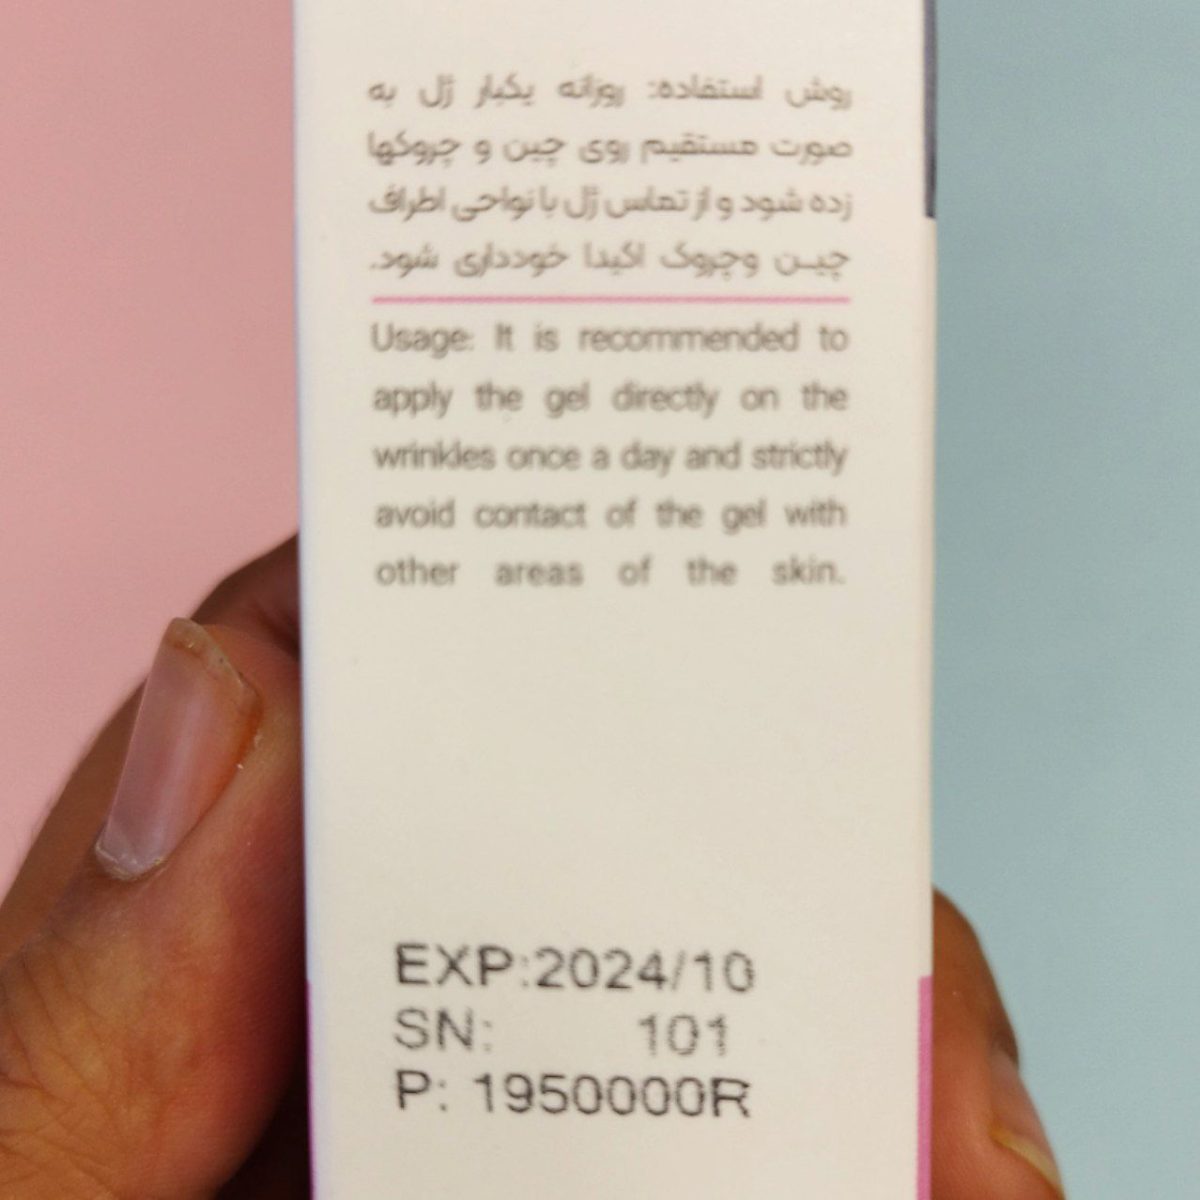 روش استفاده: روزانه یکبار ژل به
صورت مستقیم روی چین و چروکها
زده شود و از تماس ژل با نواحی اطراف
چین وچروک اکیدا خودداری شود.
Usage: It is recommended to
apply the gel directly on the
wrinkles once a day and strictly
avoid contact of the gel with
other areas of the skin.
EXP:2024/10
SN: 101
P: 1950000R